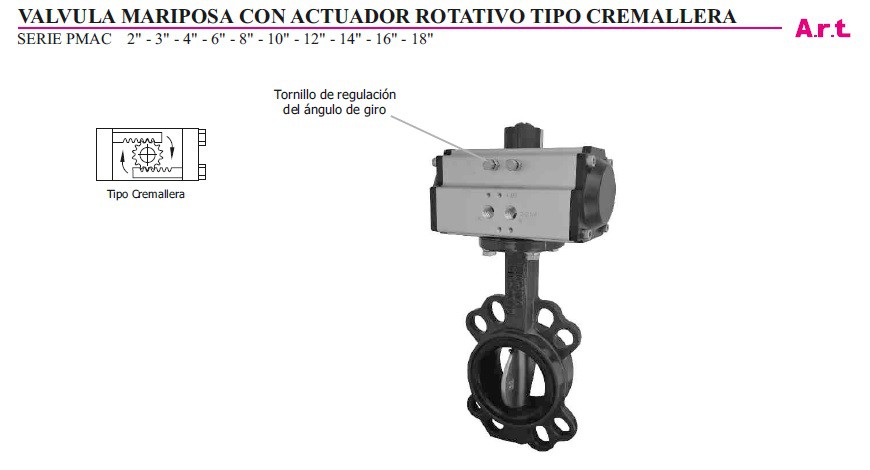 VALVULA MARIPOSA CON ACTUADOR ROTATIVO TIPO CREMALLERA
A.r.t.
SERIE PMAC 2" - 3" - 4" - 6" - 8" - 10" - 12" - 14" - 16" - 18"
Tornillo de regulación
del ángulo de giro
Tipo Cremallera